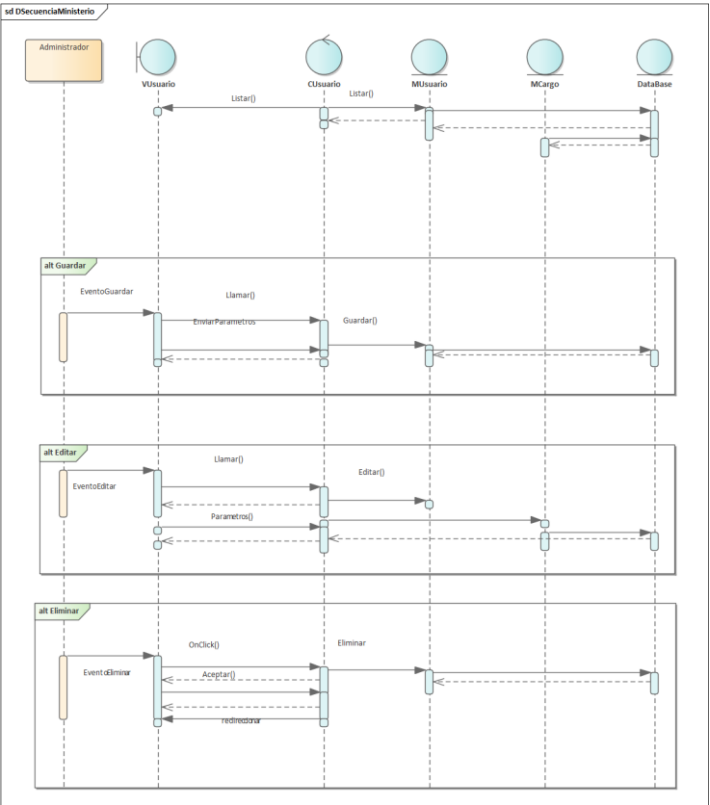 sd DSecuenciaMinisterio
Administrador
VUsuario
CUsuario
MUsuario
MCargo
DataBase
Listar()
Listar()
alt Guardar
EventoGuardar
Llamar()
EnviarParametros
Guardar()
alt Editar
Llamar()
Editar()
EventoEditar
Parametros()
alt Eliminar
OnClick()
Eliminar
EventoEliminar
Aceptar()
redireccionar